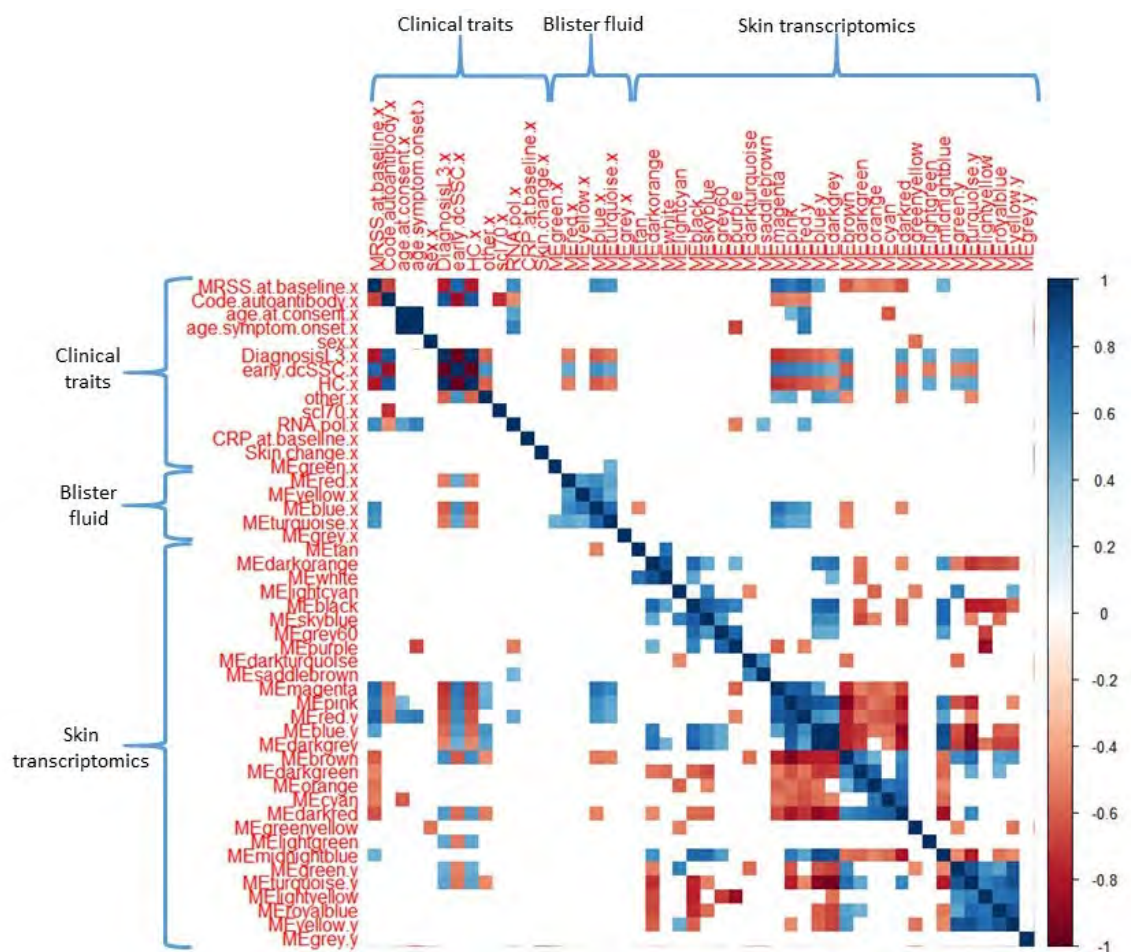 Clinical traits
Blister fluid
Skin transcriptomics
MRSS.at.baseline.x
Code.autoantibody.x
age.at.consent.x
age.symptom.onset.x
sex.x
DiagnosisL3.x
early.dcSSC.x
HC.x
other.x
scl70.x
RNA.pol.x
CRP.at.baseline.x
Skin.change.x
MEgreen.x
MEred.x
MEyellow.x
MEblue.x
MEturquoise.x
MEgrey.x
MEtan
MEdarkorange
MEwhite
MElightcyan
MEblack
MEskyblue
MEgrey60
MEpurple
MEdarkturquoise
MEsaddlebrown
MEmagenta
MEpink
MEred.y
MEblue.y
MEdarkgrey
MEbrown
MEdarkgreen
MEorange
MEcyan
MEdarkred
MEgreenyellow
MElightgreen
MEmidnightblue
MEgreen.y
MEturquoise.y
MElightyellow
MEroyalblue
MEyellow.y
MEgrey.y
Clinical
traits
Blister
fluid
Skin
transcriptomics
MRSS.at.baseline.x
Code.autoantibody.x
age.at.consent.x
age.symptom.onset.x
sex.x
DiagnosisL3.x
early.dcSSC.x
HC.x
other.x
scl70.x
RNA.pol.x
CRP.at.baseline.x
Skin.change.x
MEgreen.x
MEred.x
MEyellow.x
MEblue.x
MEturquoise.x
MEgrey.x
MEtan
MEdarkorange
MEwhite
MElightcyan
MEblack
MEskyblue
MEgrey60
MEpurple
MEdarkturquoise
MEsaddlebrown
MEmagenta
MEpink
MEred.y
MEblue.y
MEdarkgrey
MEbrown
MEdarkgreen
MEorange
MEcyan
MEdarkred
MEgreenyellow
MElightgreen
MEmidnightblue
MEgreen.y
MEturquoise.y
MElightyellow
MEroyalblue
MEyellow.y
MEgrey.y
1
0.8
0.6
0.4
0.2
0
-0.2
-0.4
-0.6
-0.8
-1